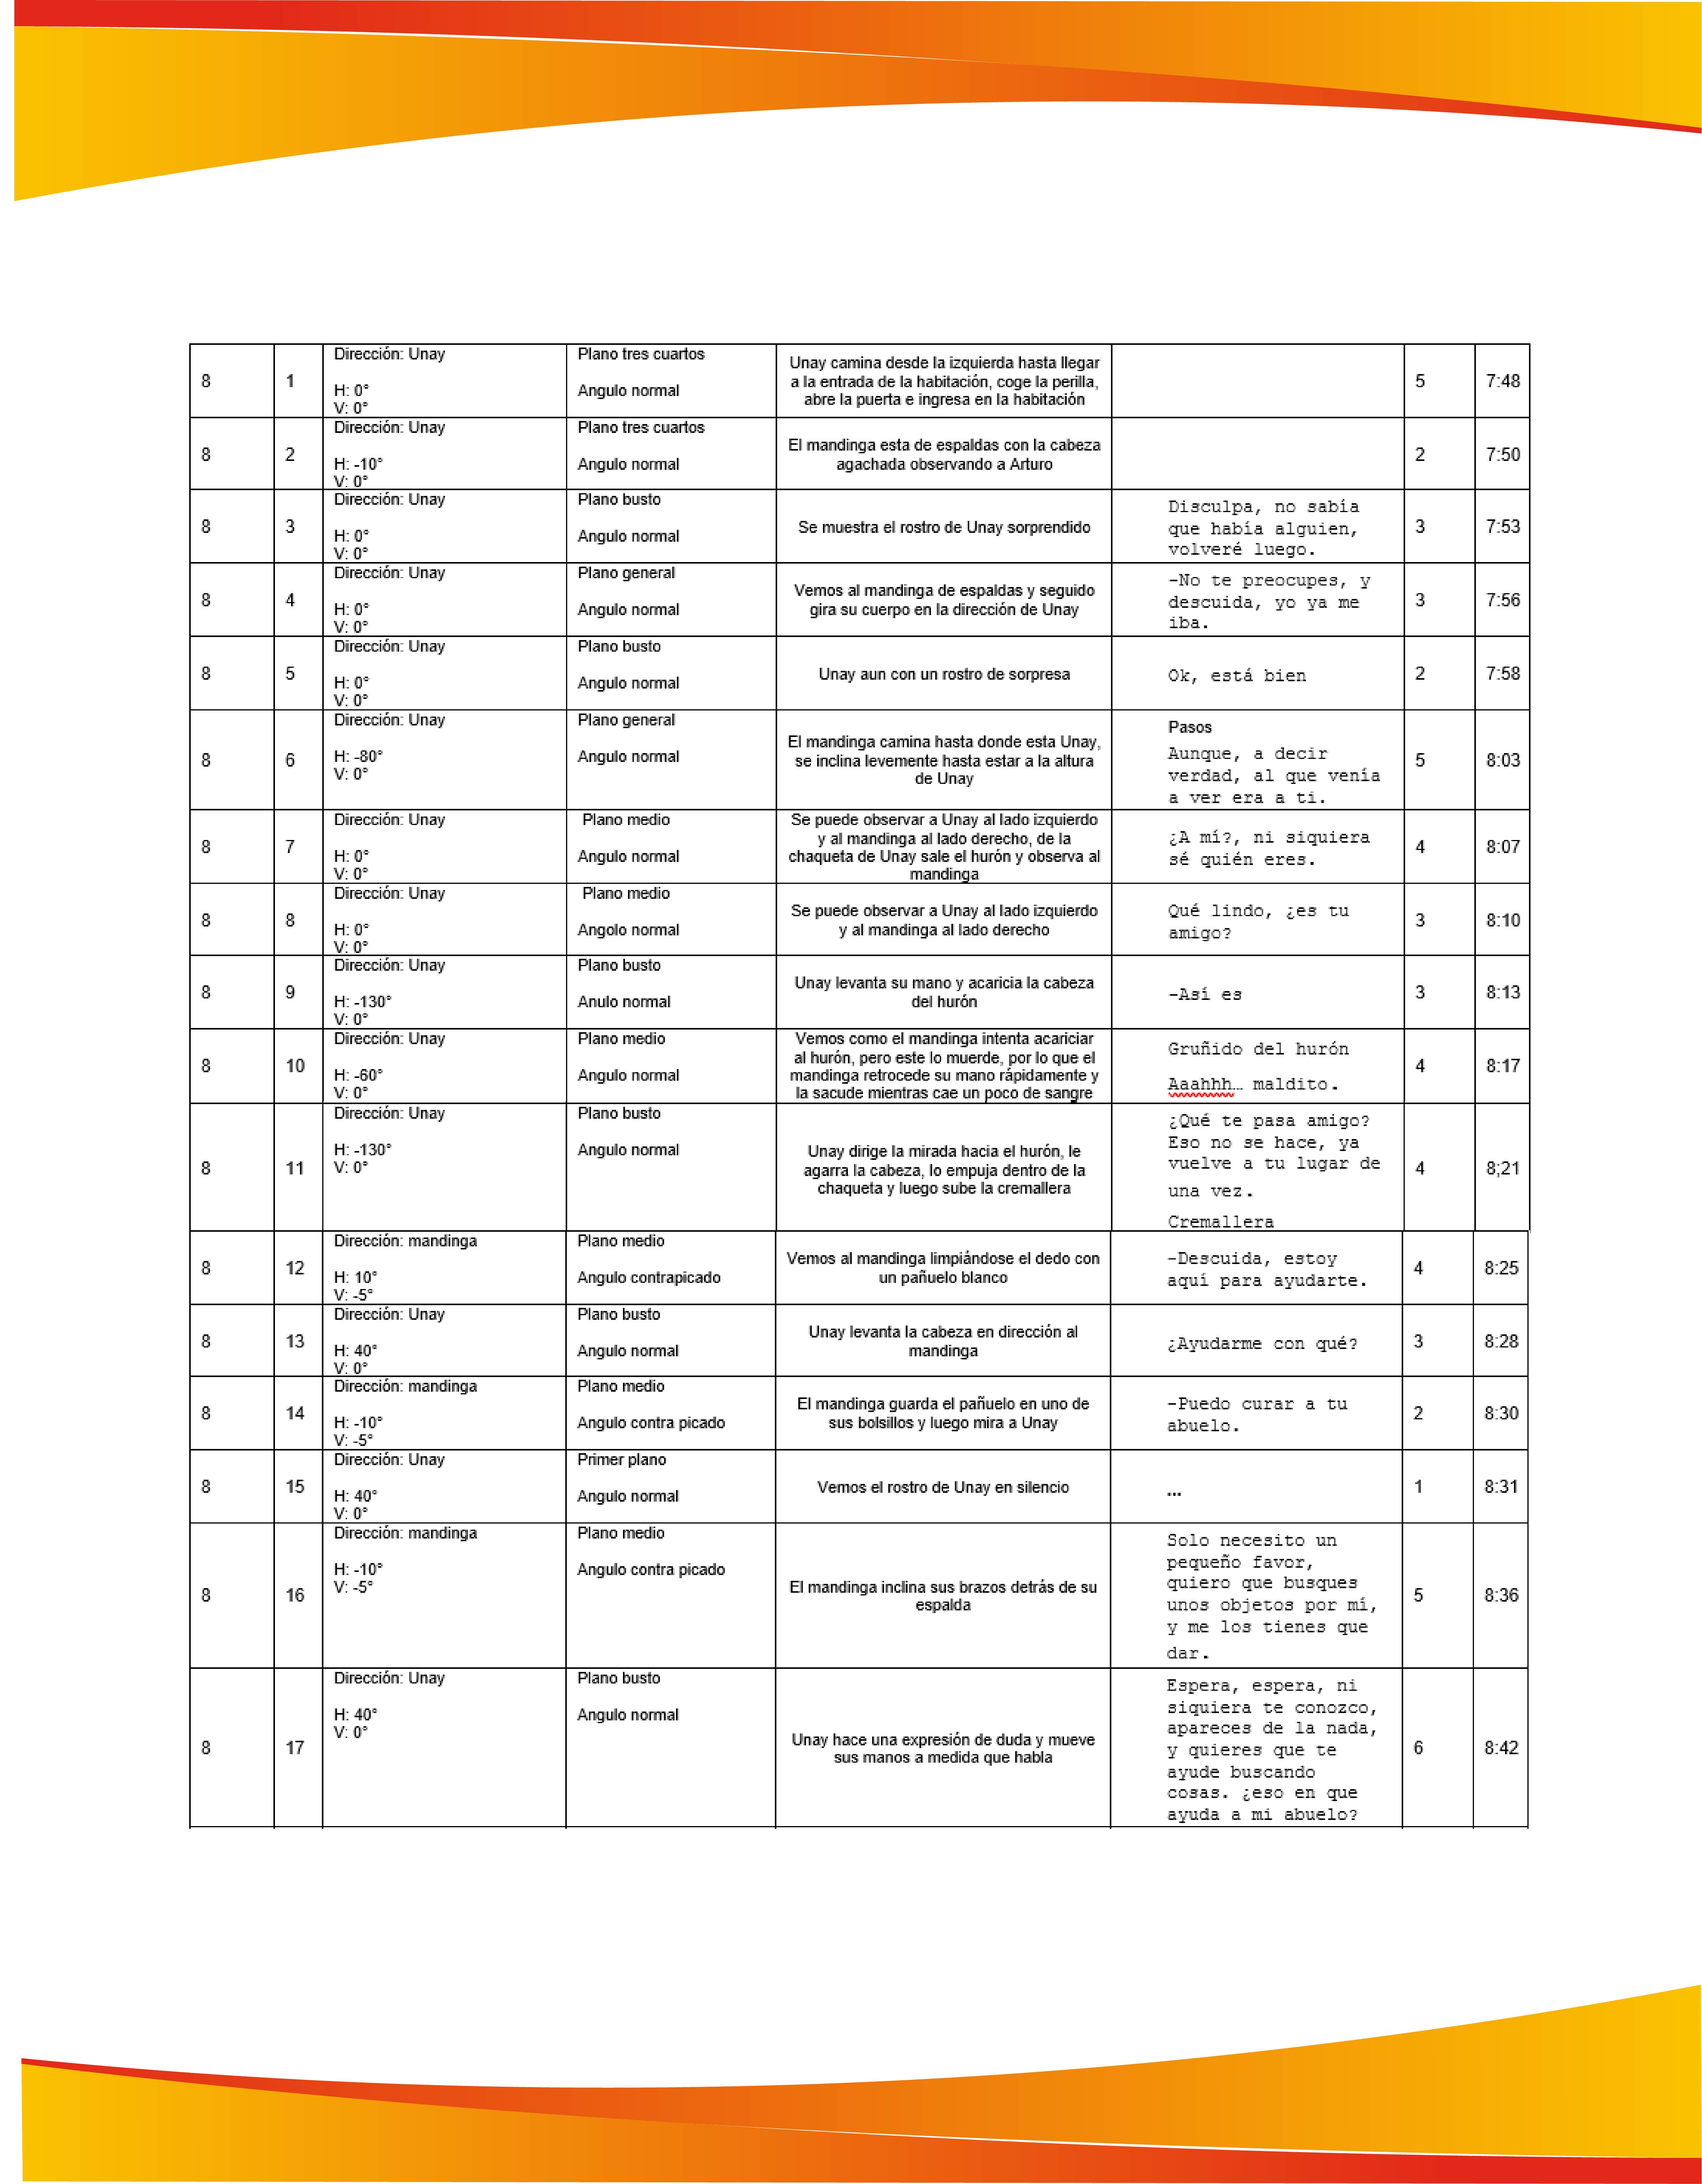 8
1
Dirección: Unay
H: 0°
V: 0°
Plano tres cuartos
Angulo normal
Unay camina desde la izquierda hasta llegar
a la entrada de la habitación, coge la perilla,
abre la puerta e ingresa en la habitación
5
7:48
8
2
Dirección: Unay
H: -10°
V: 0°
Plano tres cuartos
Angulo normal
El mandinga esta de espaldas con la cabeza
agachada observando a Arturo
2
7:50
8
3
Dirección: Unay
H: 0°
V: 0°
Plano busto
Angulo normal
Se muestra el rostro de Unay sorprendido
Disculpa, no sabía
que había alguien,
volveré luego.
3
7:53
8
4
Dirección: Unay
H: 0°
V: 0°
Plano general
Angulo normal
Vemos al mandinga de espaldas y seguido
gira su cuerpo en la dirección de Unay
-No te preocupes, y
descuida, yo ya me
iba.
3
7:56
8
5
Dirección: Unay
H: 0°
V: 0°
Plano busto
Angulo normal
Unay aun con un rostro de sorpresa
Ok, está bien
2
7:58
8
6
Dirección: Unay
H: -80°
V: 0°
Plano general
Angulo normal
El mandinga camina hasta donde esta Unay,
se inclina levemente hasta estar a la altura
de Unay
Pasos
Aunque, a decir
verdad, al que venía
a ver era a ti.
5
8:03
8
7
Dirección: Unay
H: 0°
V: 0°
Plano medio
Angulo normal
Se puede observar a Unay al lado izquierdo
y al mandinga al lado derecho, de la
chaqueta de Unay sale el hurón y observa al
mandinga
¿A mí?, ni siquiera
sé quién eres.
4
8:07
8
8
Dirección: Unay
H: 0°
V: 0°
Plano medio
Angolo normal
Se puede observar a Unay al lado izquierdo
y al mandinga al lado derecho
Qué lindo, ¿es tu
amigo?
3
8:10
8
9
Dirección: Unay
H: -130°
V: 0°
Plano busto
Anulo normal
Unay levanta su mano y acaricia la cabeza
del hurón
-Así es
3
8:13
8
10
Dirección: Unay
H: -60°
V: 0°
Plano medio
Angulo normal
Vemos como el mandinga intenta acariciar
al hurón, pero este lo muerde, por lo que el
mandinga retrocede su mano rápidamente y
la sacude mientras cae un poco de sangre
Gruñido del hurón
Aaahhh… maldito.
4
8:17
8
11
Dirección: Unay
H: -130°
V: 0°
Plano busto
Angulo normal
Unay dirige la mirada hacia el hurón, le
agarra la cabeza, lo empuja dentro de la
chaqueta y luego sube la cremallera
¿Qué te pasa amigo?
Eso no se hace, ya
vuelve a tu lugar de
una vez.
Cremallera
4
8;21
8
12
Dirección: mandinga
H: 10°
V: -5°
Plano medio
Angulo contrapicado
Vemos al mandinga limpiándose el dedo con
un pañuelo blanco
-Descuida, estoy
aquí para ayudarte.
4
8:25
8
13
Dirección: Unay
H: 40°
V: 0°
Plano busto
Angulo normal
Unay levanta la cabeza en dirección al
mandinga
¿Ayudarme con qué?
3
8:28
8
14
Dirección: mandinga
H: -10°
V: -5°
Plano medio
Angulo contra picado
El mandinga guarda el pañuelo en uno de
sus bolsillos y luego mira a Unay
-Puedo curar a tu
abuelo.
2
8:30
8
15
Dirección: Unay
H: 40°
V: 0°
Primer plano
Angulo normal
Vemos el rostro de Unay en silencio
...
1
8:31
8
16
Dirección: mandinga
H: -10°
V: -5°
Plano medio
Angulo contra picado
El mandinga inclina sus brazos detrás de su
espalda
Solo necesito un
pequeño favor,
quiero que busques
unos objetos por mí,
y me los tienes que
dar.
5
8:36
8
17
Dirección: Unay
H: 40°
V: 0°
Plano busto
Angulo normal
Unay hace una expresión de duda y mueve
sus manos a medida que habla
Espera, espera, ni
siquiera te conozco,
apareces de la nada,
y quieres que te
ayude buscando
cosas. ¿eso en que
ayuda a mi abuelo?
6
8:42